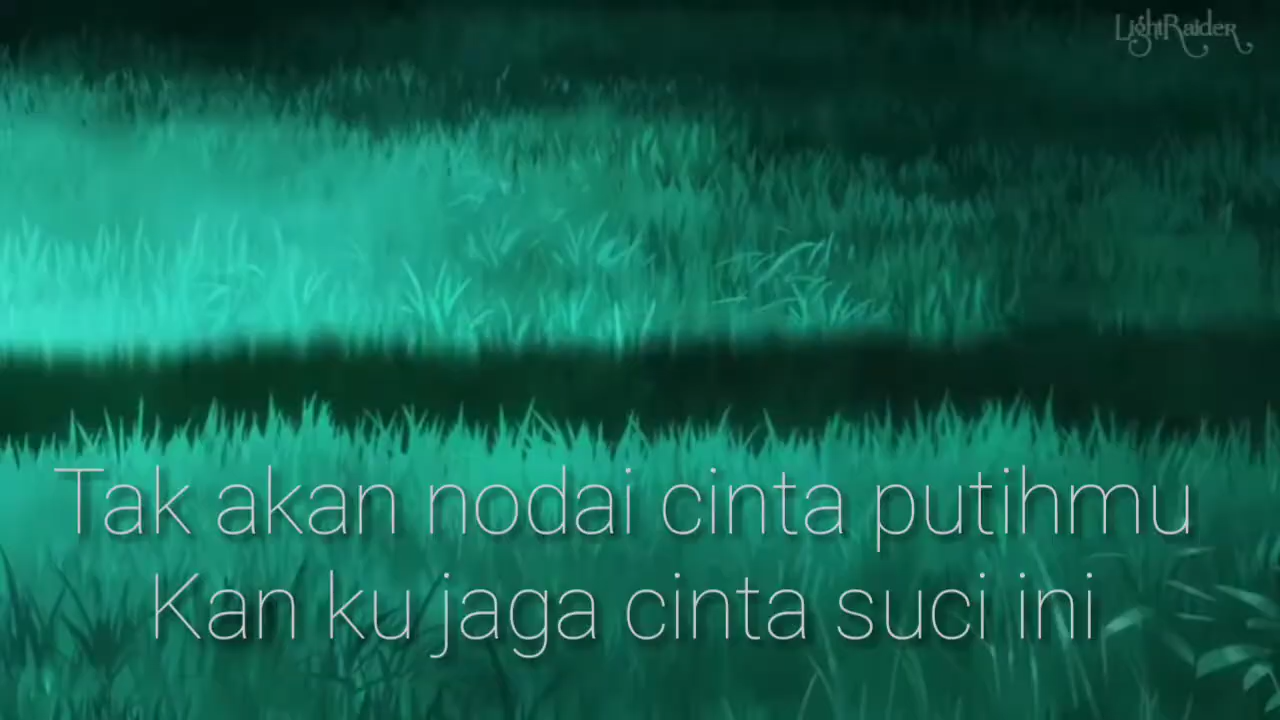 LightRaider
Tak akan nodai cinta putihmu
Kan ku jaga cinta suci ini